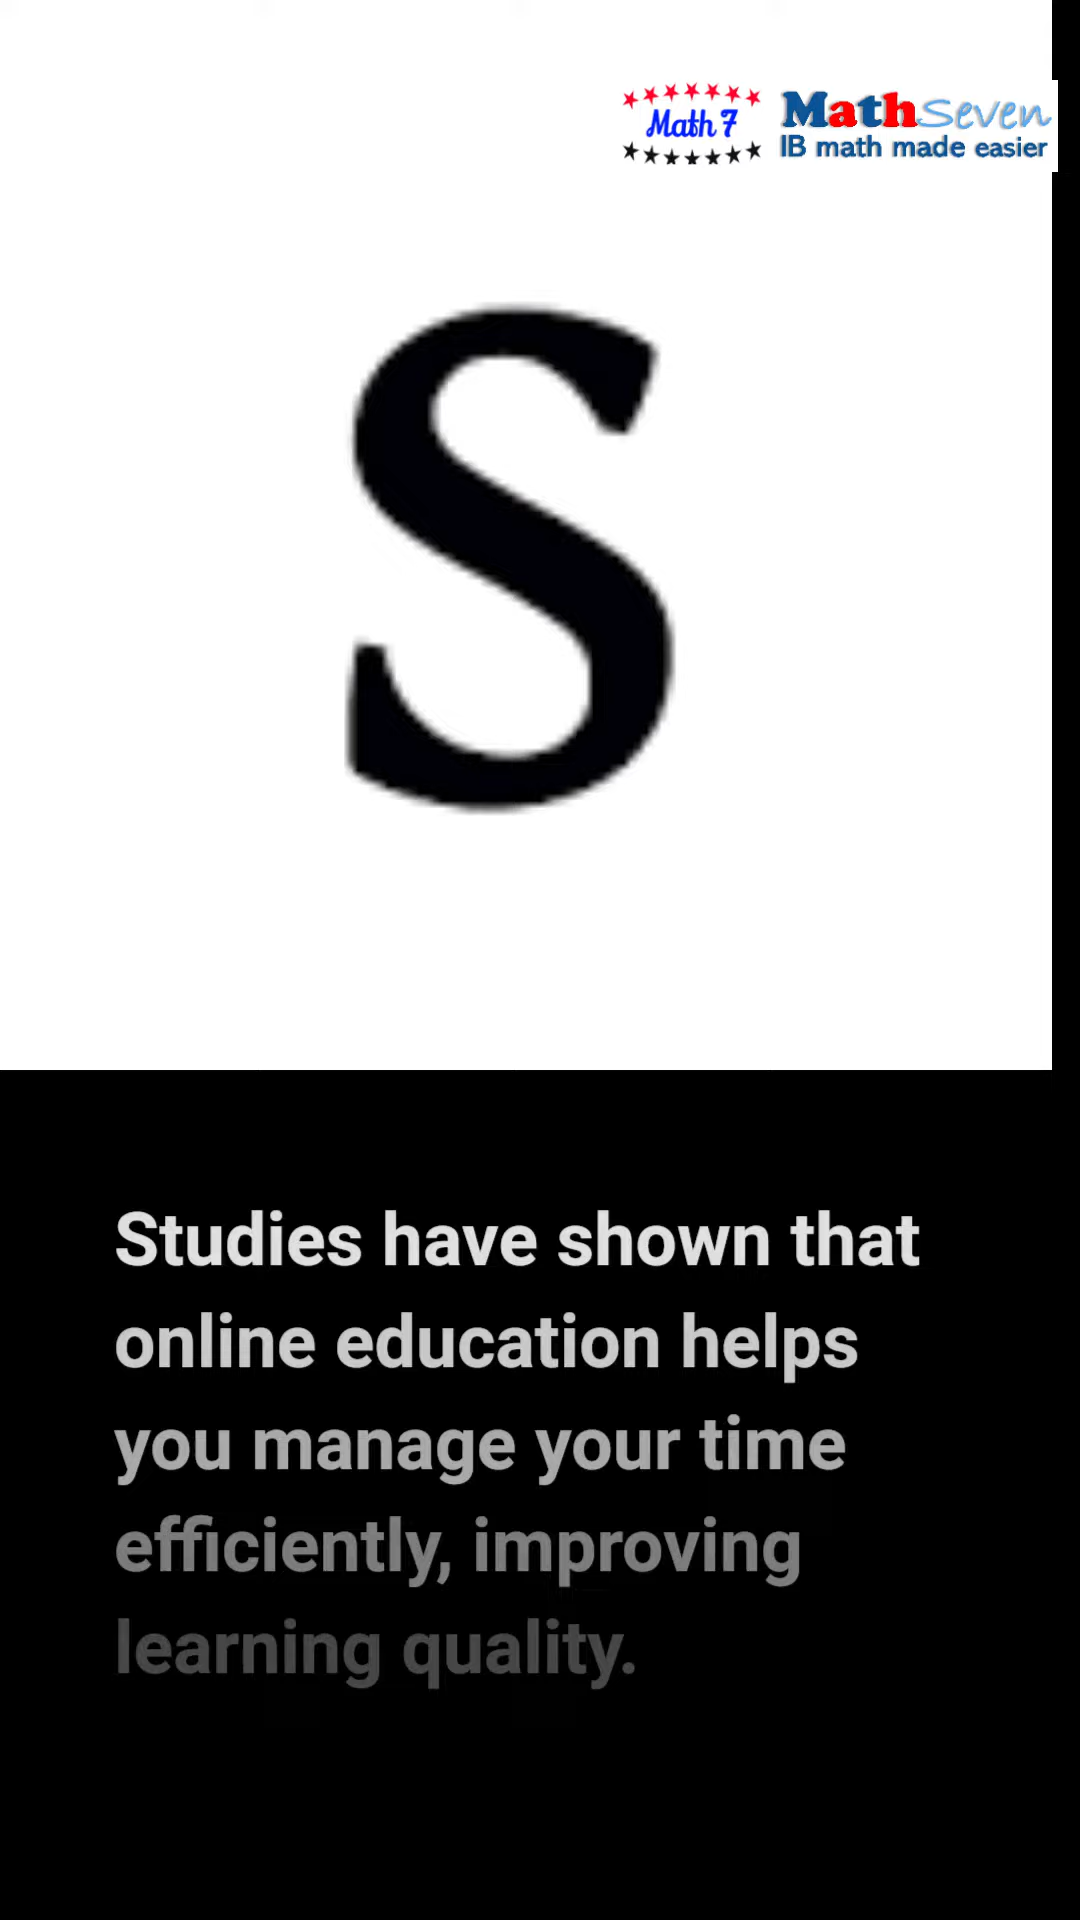 Math 7
MathSeven
IB math made easier
S
Studies have shown that
online education helps
you manage your time
efficiently, improving
learning quality.